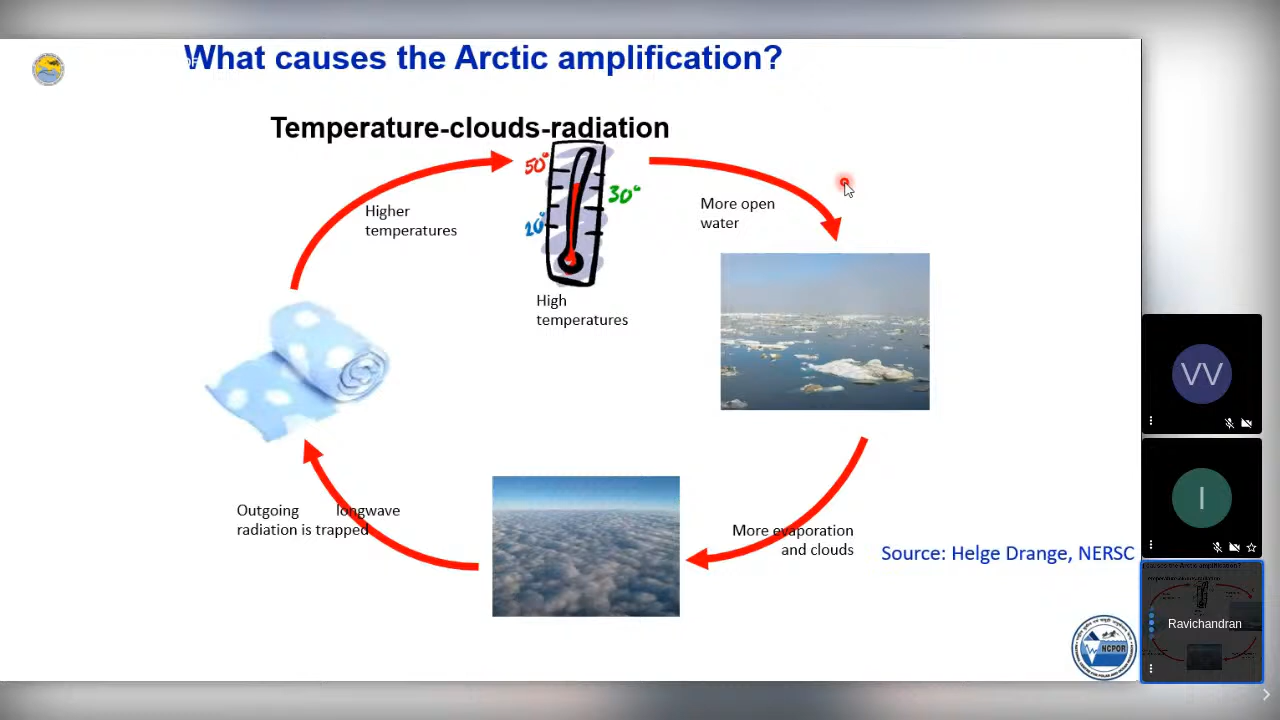 What causes the Arctic amplification?
Temperature-clouds-radiation
50°
30°
20°
Higher
temperatures
More open
water
High
temperatures
Outgoing longwave
radiation is trapped
More evaporation
and clouds
Source: Helge Drange, NERSC
NCPOR
VV
I
Ravichandran